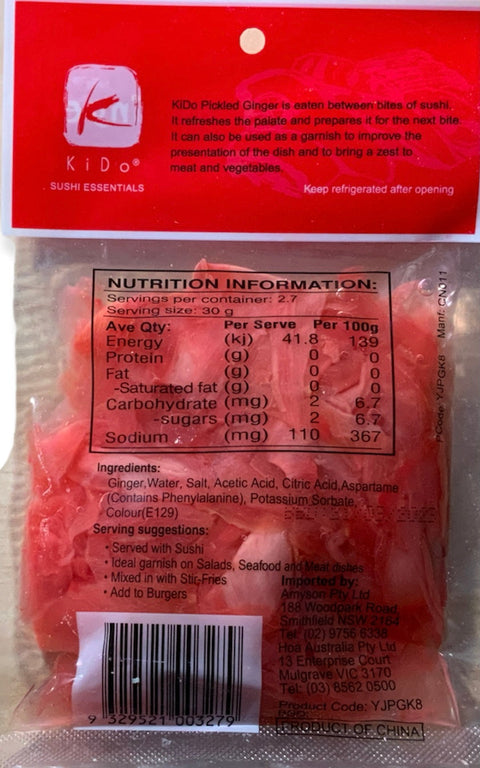 KiDo Pickled Ginger is eaten between bites of sushi.
It refreshes the palate and prepares it for the next bite.
It can also be used as a garnish to improve the
presentation of the dish and to bring a zest to
meat and vegetables.
KiDo®
SUSHI ESSENTIALS
Keep refrigerated after opening
NUTRITION INFORMATION:
Servings per container: 2.7
Serving size: 30 g
Ave Qty: Per Serve Per 100g
Energy (kj) 41.8 139
Protein (g) 0 0
Fat (g) 0 0
-Saturated fat (g) 0 0
Carbohydrate (mg) 2 6.7
-sugars (mg) 2 6.7
Sodium (mg) 110 367
PCode: YJPGK8 Manf: CN011
Ingredients:
Ginger,Water, Salt, Acetic Acid, Citric Acid,Aspartame
(Contains Phenylalanine), Potassium Sorbate,
Colour(E129)
Serving suggestions:
• Served with Sushi
• Ideal garnish on Salads, Seafood and Meat dishes
• Mixed in with Stir-Fries
• Add to Burgers
Imported by:
Amyson Pty Ltd
188 Woodpark Road
Smithfield NSW 2164
Tel: (02) 9756 6338
Hoa Australia Pty Ltd
13 Enterprise Court
Mulgrave VIC 3170
Tel: (03) 8562 0500
Product Code: YJPGK8
PRODUCT OF CHINA
9 329521 003279